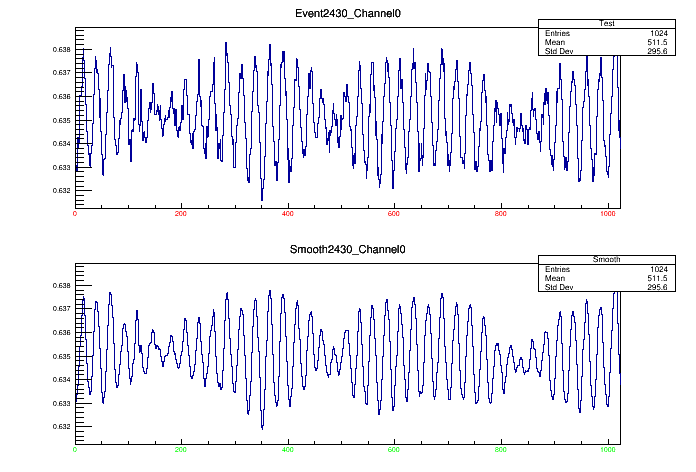 Event2430_Channel0
Test
Entries 1024
Mean 511.5
Std Dev 295.6
0.638
0.637
0.636
0.635
0.634
0.633
0.632
0 200 400 600 800 1000
Smooth2430_Channel0
Smooth
Entries 1024
Mean 511.5
Std Dev 295.6
0.638
0.637
0.636
0.635
0.634
0.633
0.632
0 200 400 600 800 1000